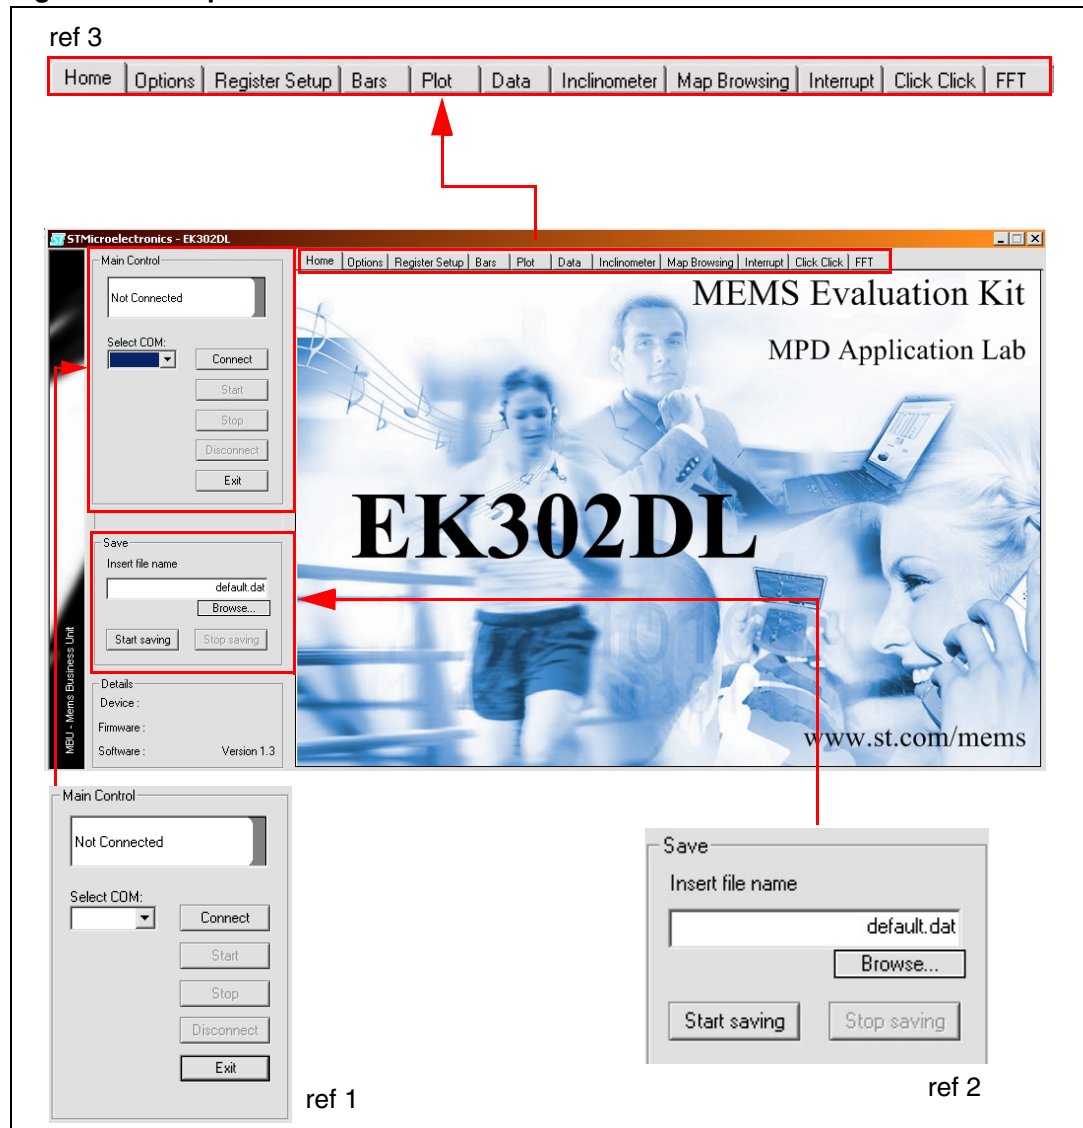 ref 3
Home Options Register Setup Bars Plot Data Inclinometer Map Browsing Interrupt Click Click FFT
STMicroelectronics - EK302DL
Main Control
Not Connected
Select COM:
Connect
Start
Stop
Disconnect
Exit
Save
Insert file name
default.dat
Browse...
Start saving Stop saving
Details
Device :
Firmware :
Software : Version 1.3
MBU - Mems Business Unit
Home Options Register Setup Bars Plot Data Inclinometer Map Browsing Interrupt Click Click FFT
MEMS Evaluation Kit
MPD Application Lab
EK302DL
www.st.com/mems
Main Control
Not Connected
Select COM:
Connect
Start
Stop
Disconnect
Exit
ref 1
Save
Insert file name
default.dat
Browse...
Start saving Stop saving
ref 2